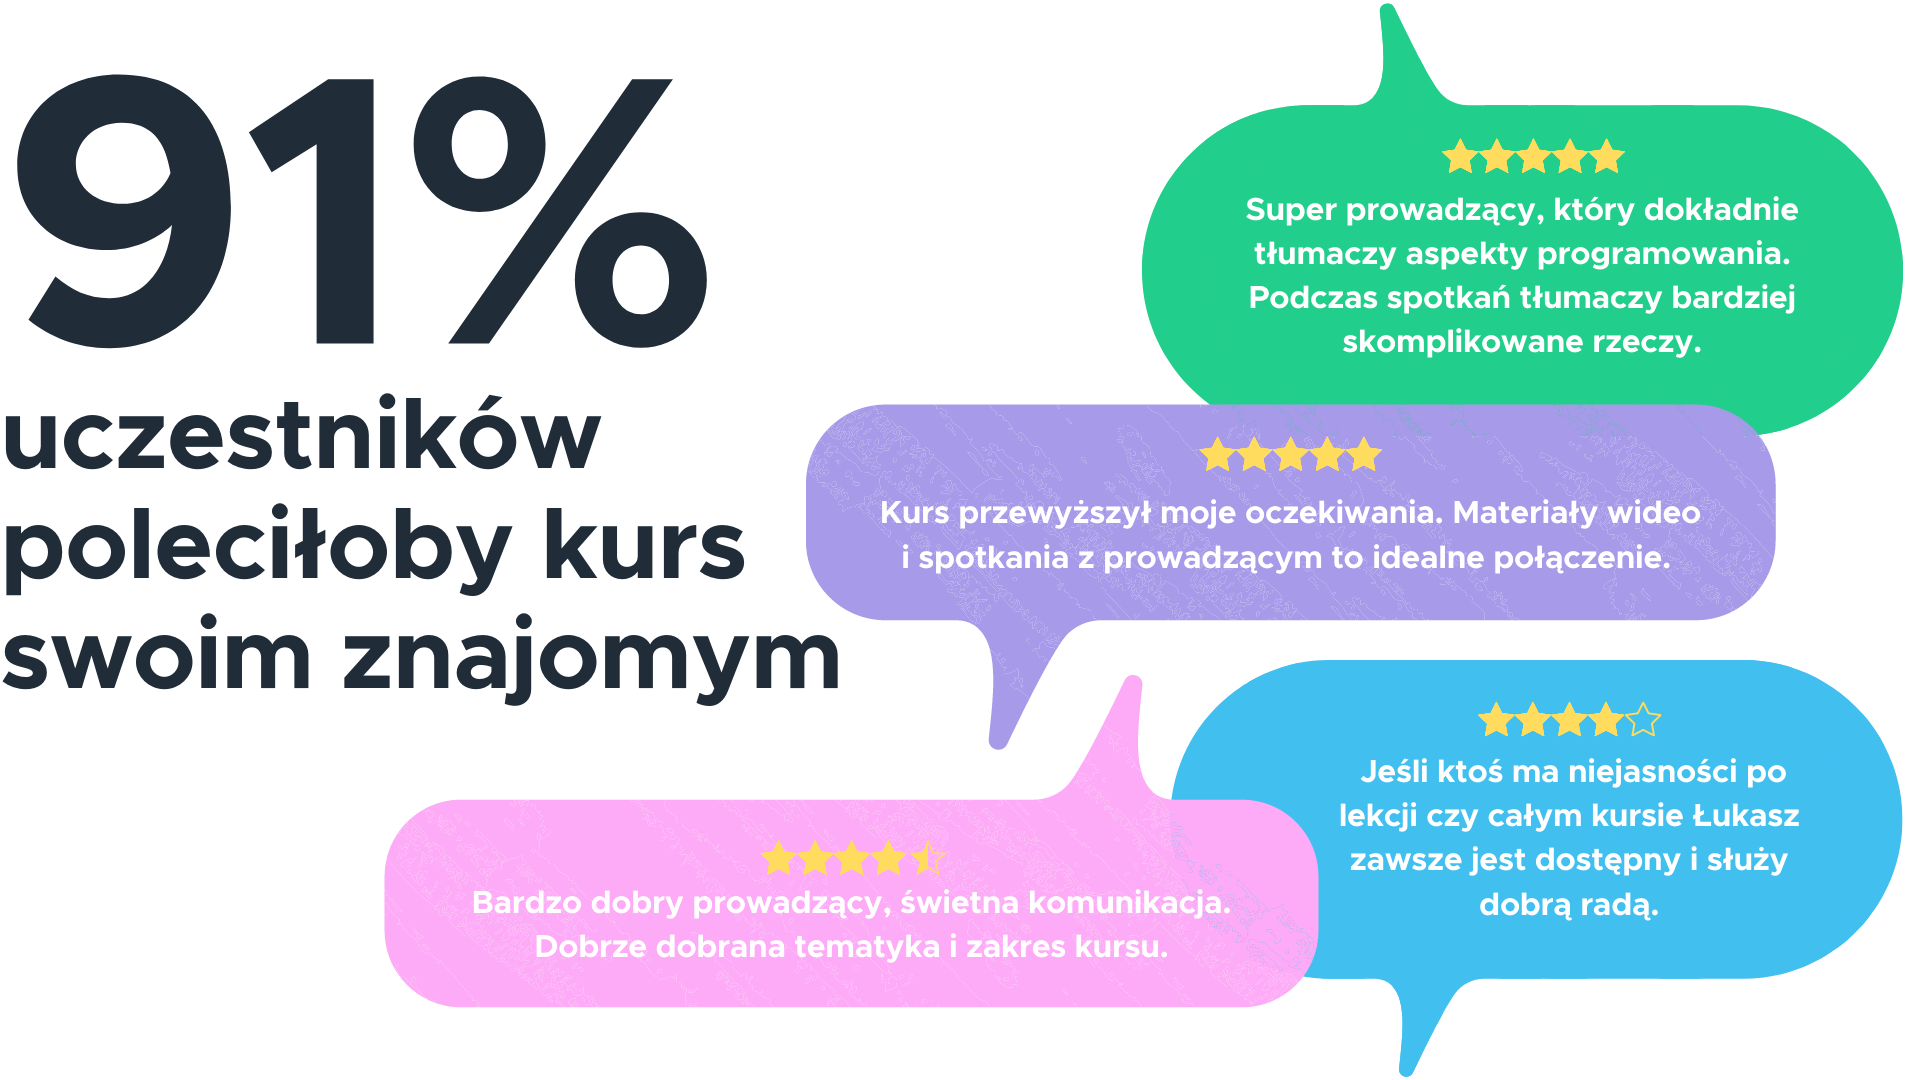 91%
uczestników
poleciłoby kurs
swoim znajomym
Super prowadzący, który dokładnie
tłumaczy aspekty programowania.
Podczas spotkań tłumaczy bardziej
skomplikowane rzeczy.
Kurs przewyższył moje oczekiwania. Materiały wideo
i spotkania z prowadzącym to idealne połączenie.
Jeśli ktoś ma niejasności po
lekcji czy całym kursie Łukasz
zawsze jest dostępny i służy
dobrą radą.
Bardzo dobry prowadzący, świetna komunikacja.
Dobrze dobrana tematyka i zakres kursu.